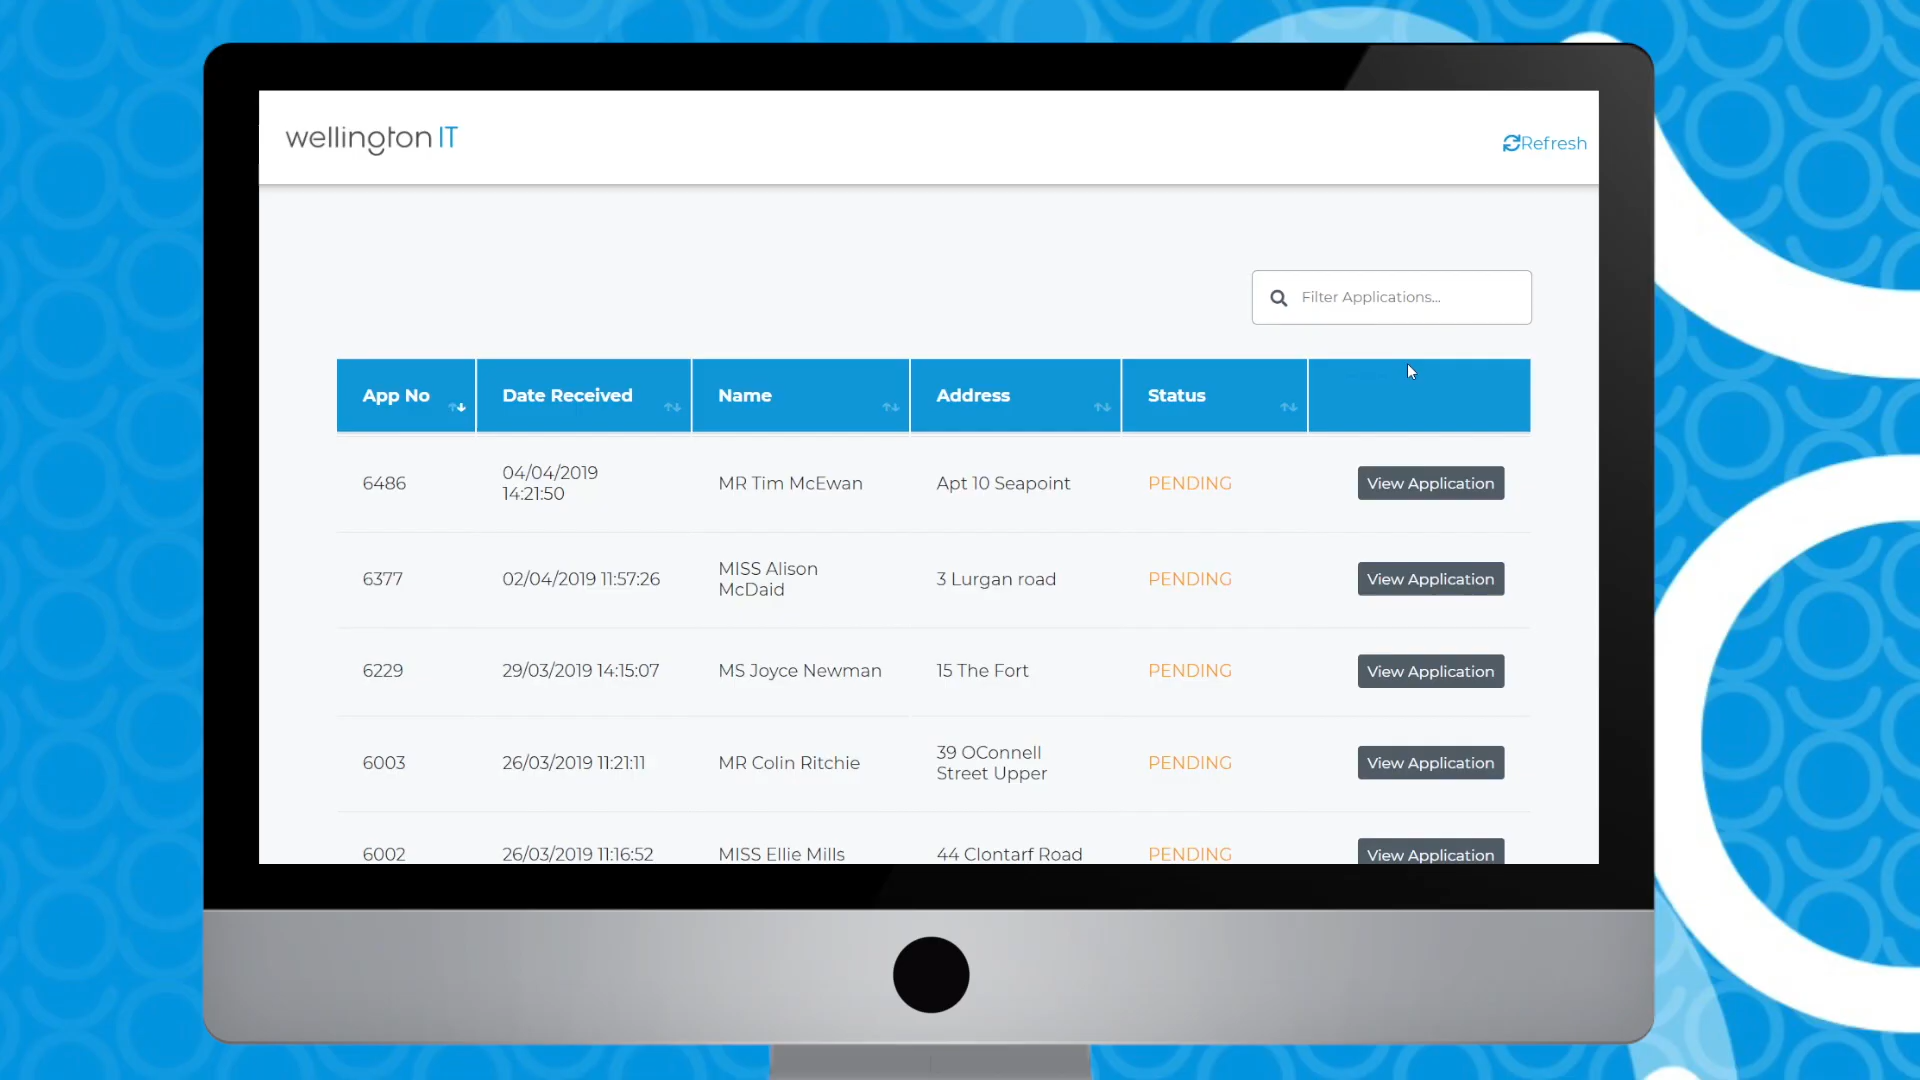 wellington IT
Refresh
Filter Applications...
App No Date Received Name Address Status
6486 04/04/2019 14:21:50 MR Tim McEwan Apt 10 Seapoint PENDING View Application
6377 02/04/2019 11:57:26 MISS Alison McDaid 3 Lurgan road PENDING View Application
6229 29/03/2019 14:15:07 MS Joyce Newman 15 The Fort PENDING View Application
6003 26/03/2019 11:21:11 MR Colin Ritchie 39 OConnell Street Upper PENDING View Application
6002 26/03/2019 11:16:52 MISS Ellie Mills 44 Clontarf Road PENDING View Application